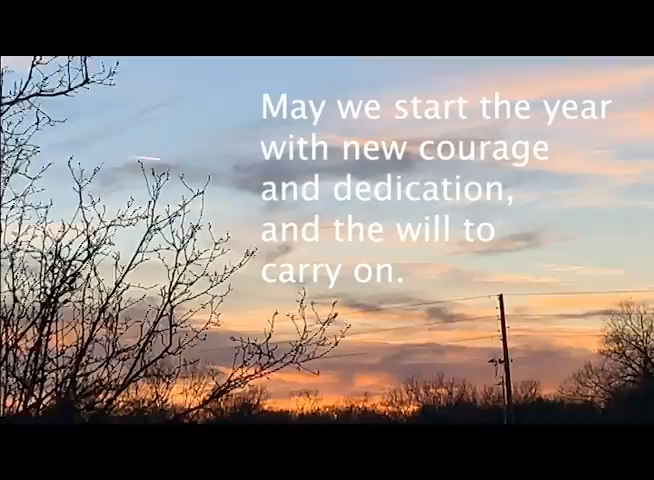 May we start the year
with new courage
and dedication,
and the will to
carry on.